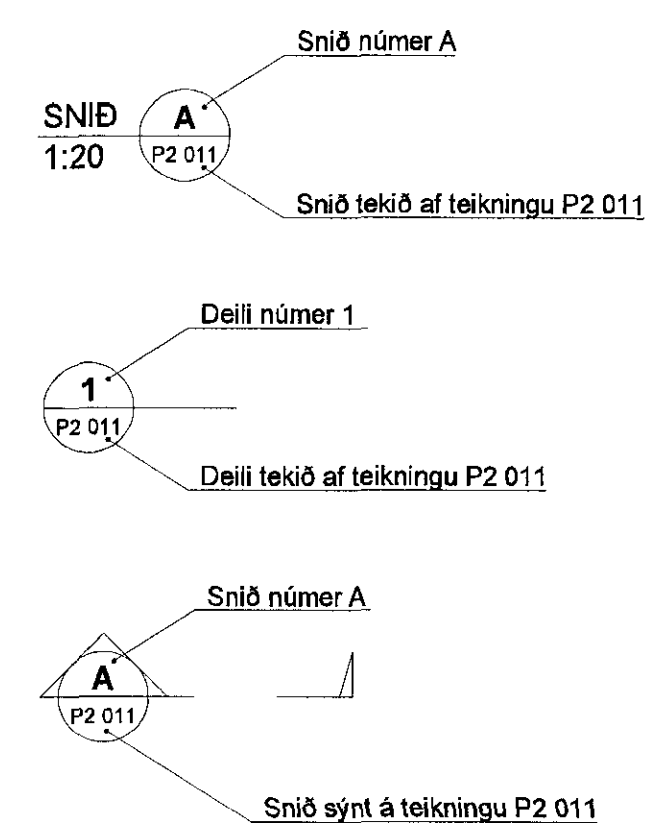 Snið númer A
SNIÐ
A
1:20
P2 011
Snið tekið af teikningu P2 011
Deili númer 1
1
P2 011
Deili tekið af teikningu P2 011
Snið númer A
A
P2 011
Snið sýnt á teikningu P2 011